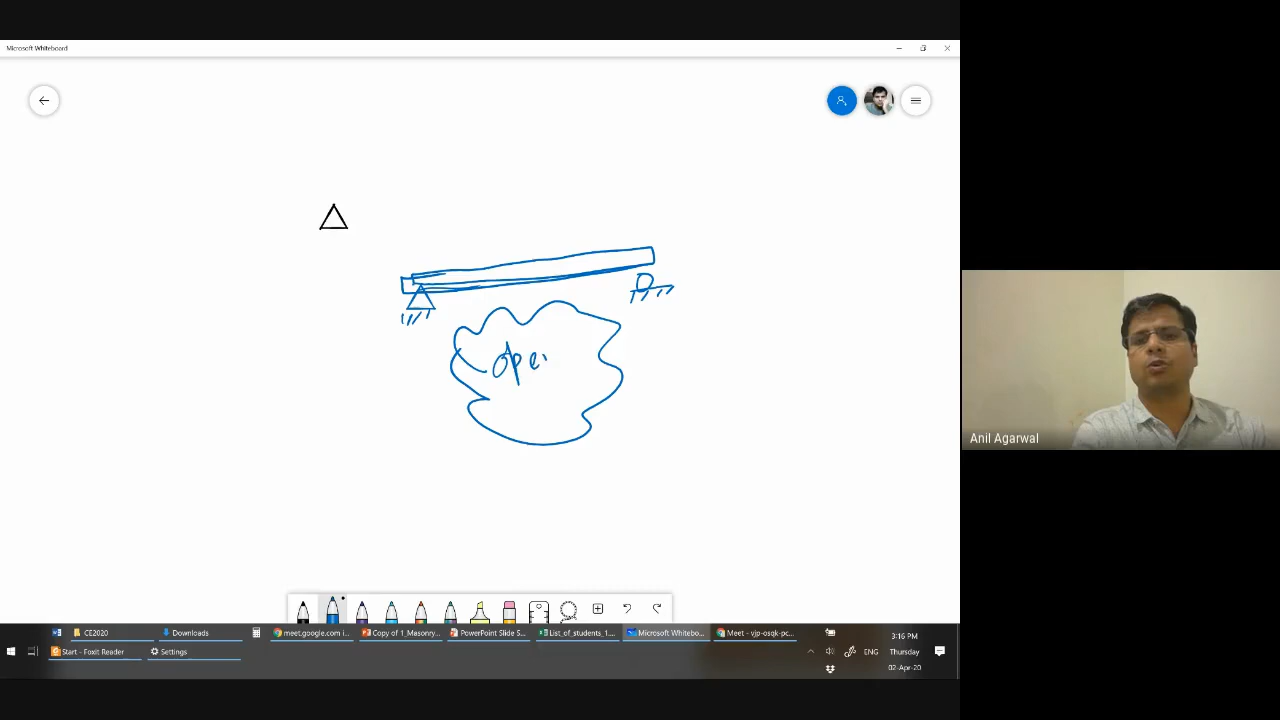 Microsoft Whiteboard
Ope
Anil Agarwal
CE2020
Downloads
meet.google.com i...
Copy of 1_Masonry...
PowerPoint Slide S...
List_of_students_1...
Microsoft Whitebo...
Meet - vjp-osqk-pc...
3:16 PM
Start - Foxit Reader
Settings
ENG
Thursday
02-Apr-20